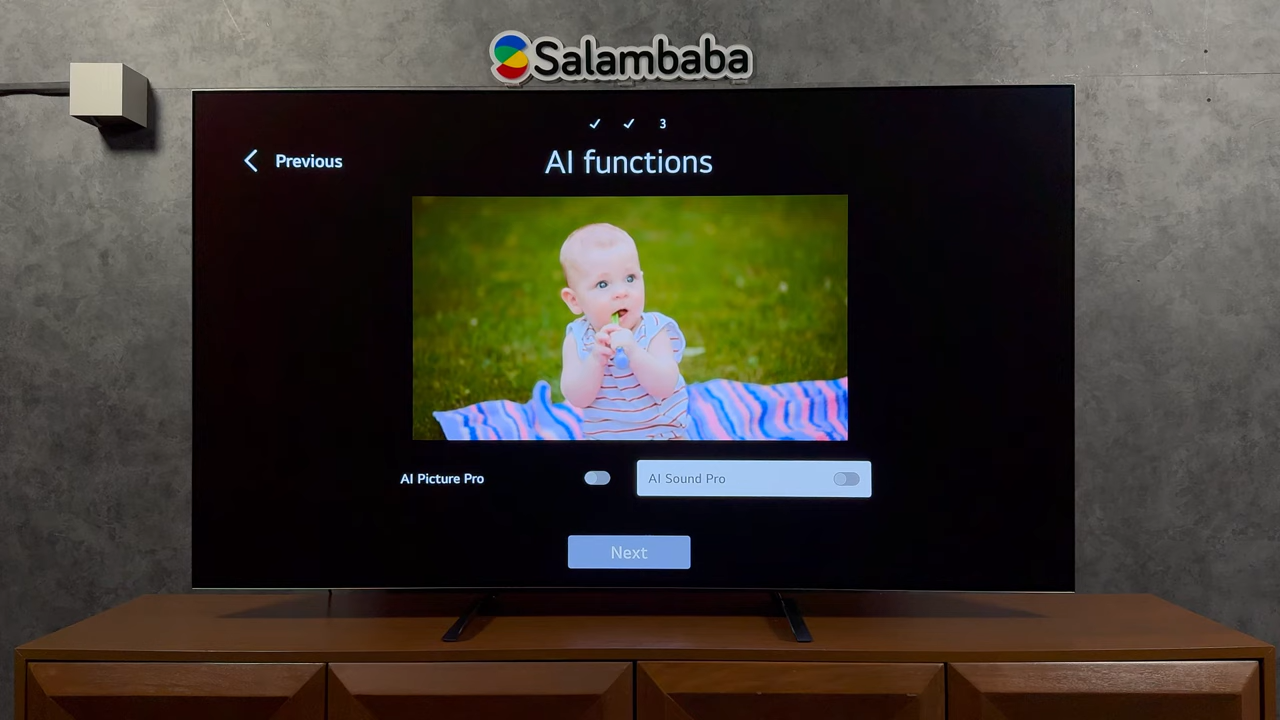 Salambaba
✓ ✓ 3
Previous
AI functions
AI Picture Pro
AI Sound Pro
Next